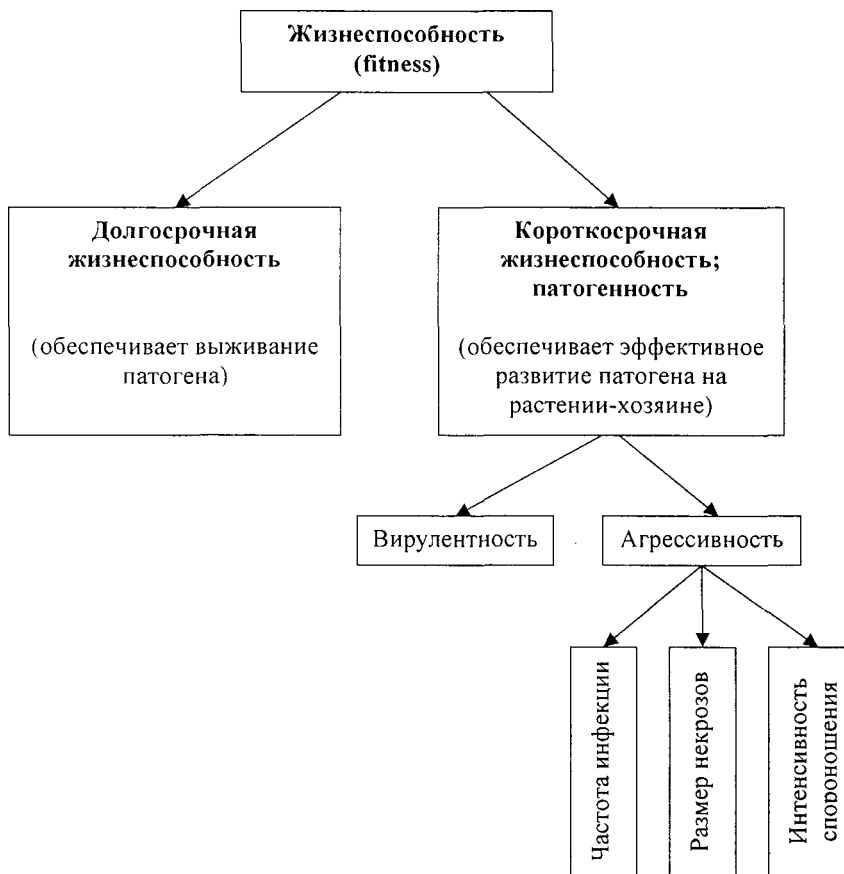 Жизнеспособность
(fitness)
Долгосрочная
жизнеспособность
(обеспечивает выживание
патогена)
Короткосрочная
жизнеспособность;
патогенность
(обеспечивает эффективное
развитие патогена на
растении-хозяине)
Вирулентность
Агрессивность
Частота инфекции
Размер некрозов
Интенсивность
спороношения